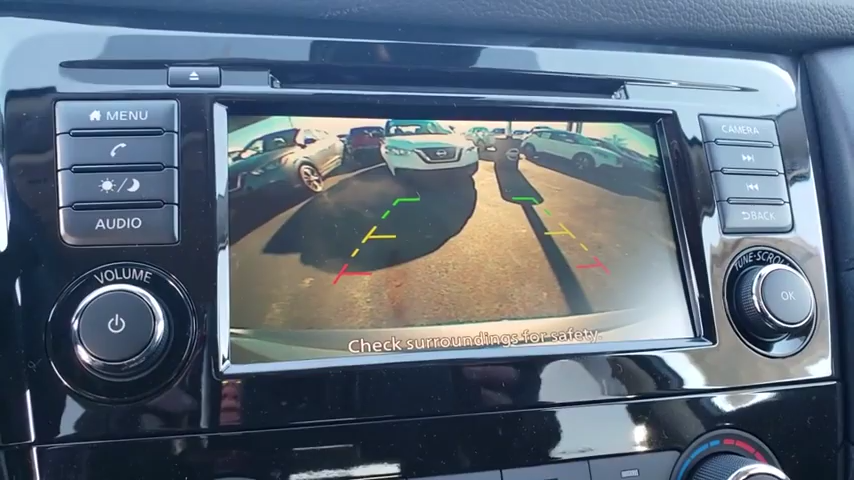 MENU
AUDIO
VOLUME
CAMERA
BACK
TUNE·SCROLL
OK
Check surroundings for safety